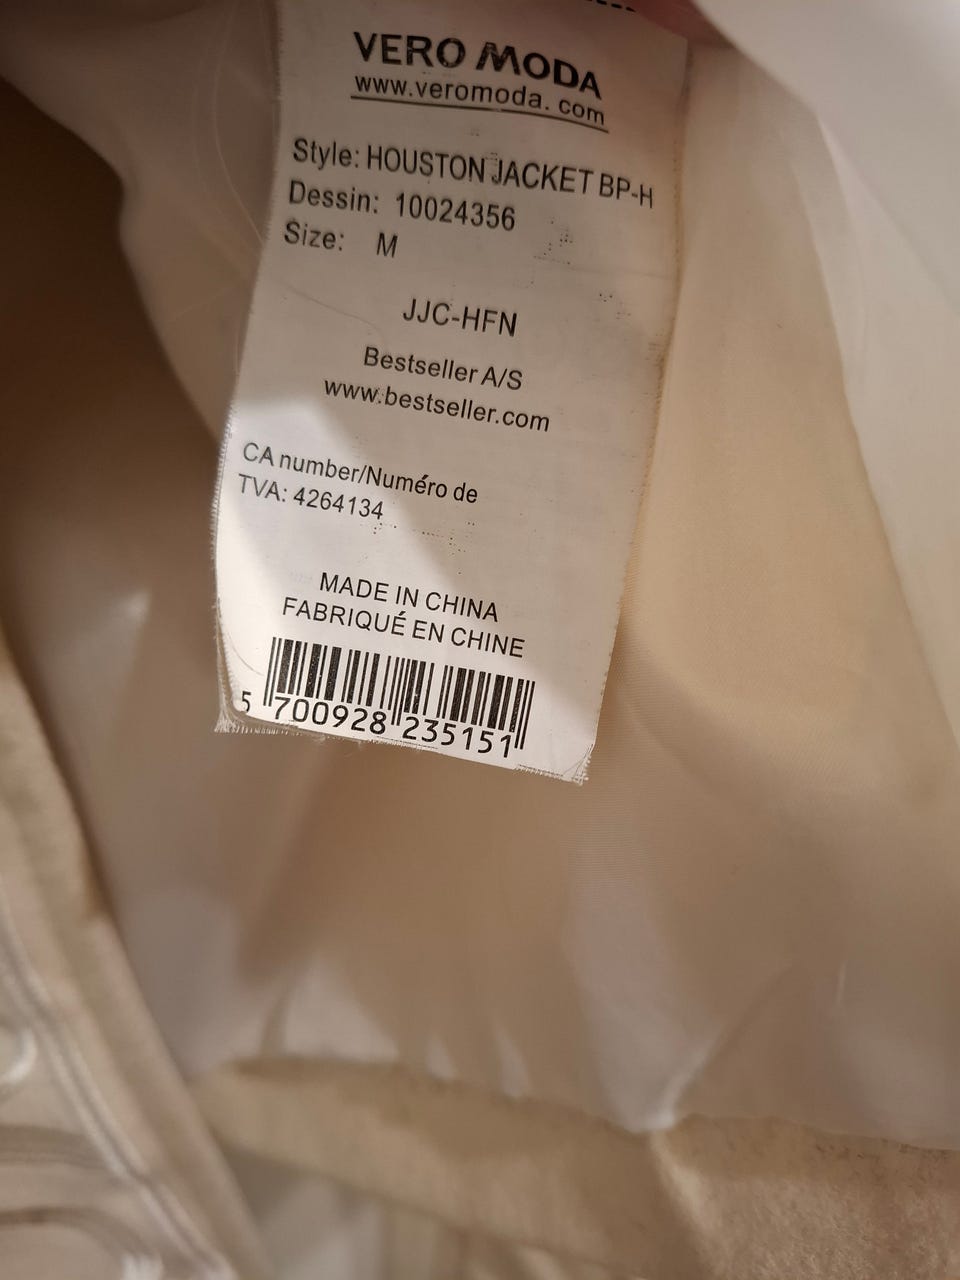 VERO MODA
www.veromoda.com
Style: HOUSTON JACKET BP-H
Dessin: 10024356
Size: M
JJC-HFN
Bestseller A/S
www.bestseller.com
CA number/Numéro de
TVA: 4264134
MADE IN CHINA
FABRIQUÉ EN CHINE
5 700928 235151